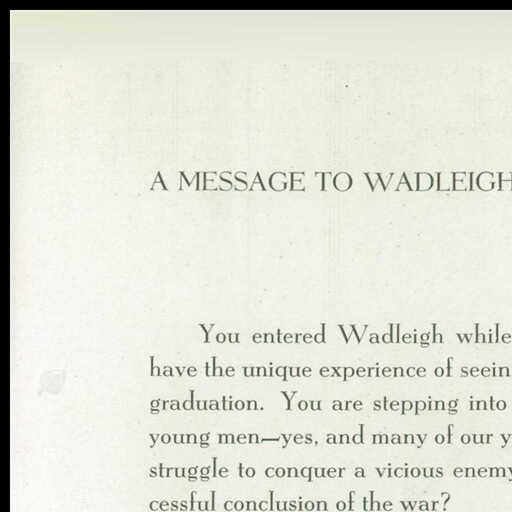 A MESSAGE TO WADLEIGH
You entered Wadleigh while
have the unique experience of seein
graduation. You are stepping into
young men—yes, and many of our y
struggle to conquer a vicious enemy
cessful conclusion of the war?